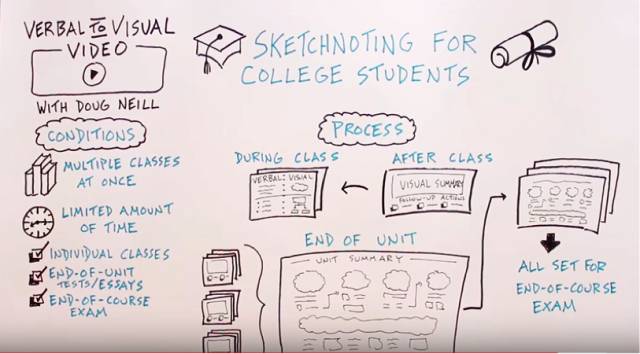 VERBAL TO VISUAL
VIDEO
WITH DOUG NEILL
SKETCHNOTING FOR
COLLEGE STUDENTS
CONDITIONS
MULTIPLE CLASSES
AT ONCE
LIMITED AMOUNT
OF TIME
INDIVIDUAL CLASSES
END-OF-UNIT
TESTS/ESSAYS
END-OF-COURSE
EXAM
PROCESS
DURING CLASS
VERBAL: VISUAL
AFTER CLASS
VISUAL SUMMARY
FOLLOW-UP ACTIONS
END OF UNIT
UNIT SUMMARY
ALL SET FOR
END-OF-COURSE
EXAM